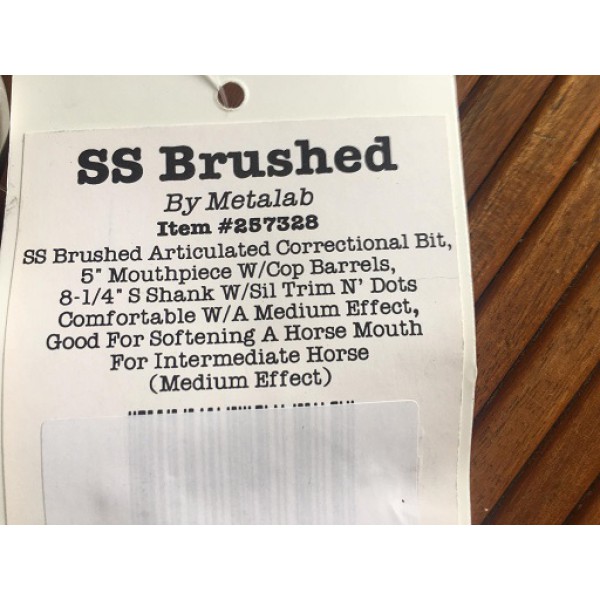 SS Brushed
By Metalab
Item #257328
SS Brushed Articulated Correctional Bit,
5" Mouthpiece W/Cop Barrels,
8-1/4" S Shank W/Sil Trim N' Dots
Comfortable W/A Medium Effect,
Good For Softening A Horse Mouth
For Intermediate Horse
(Medium Effect)